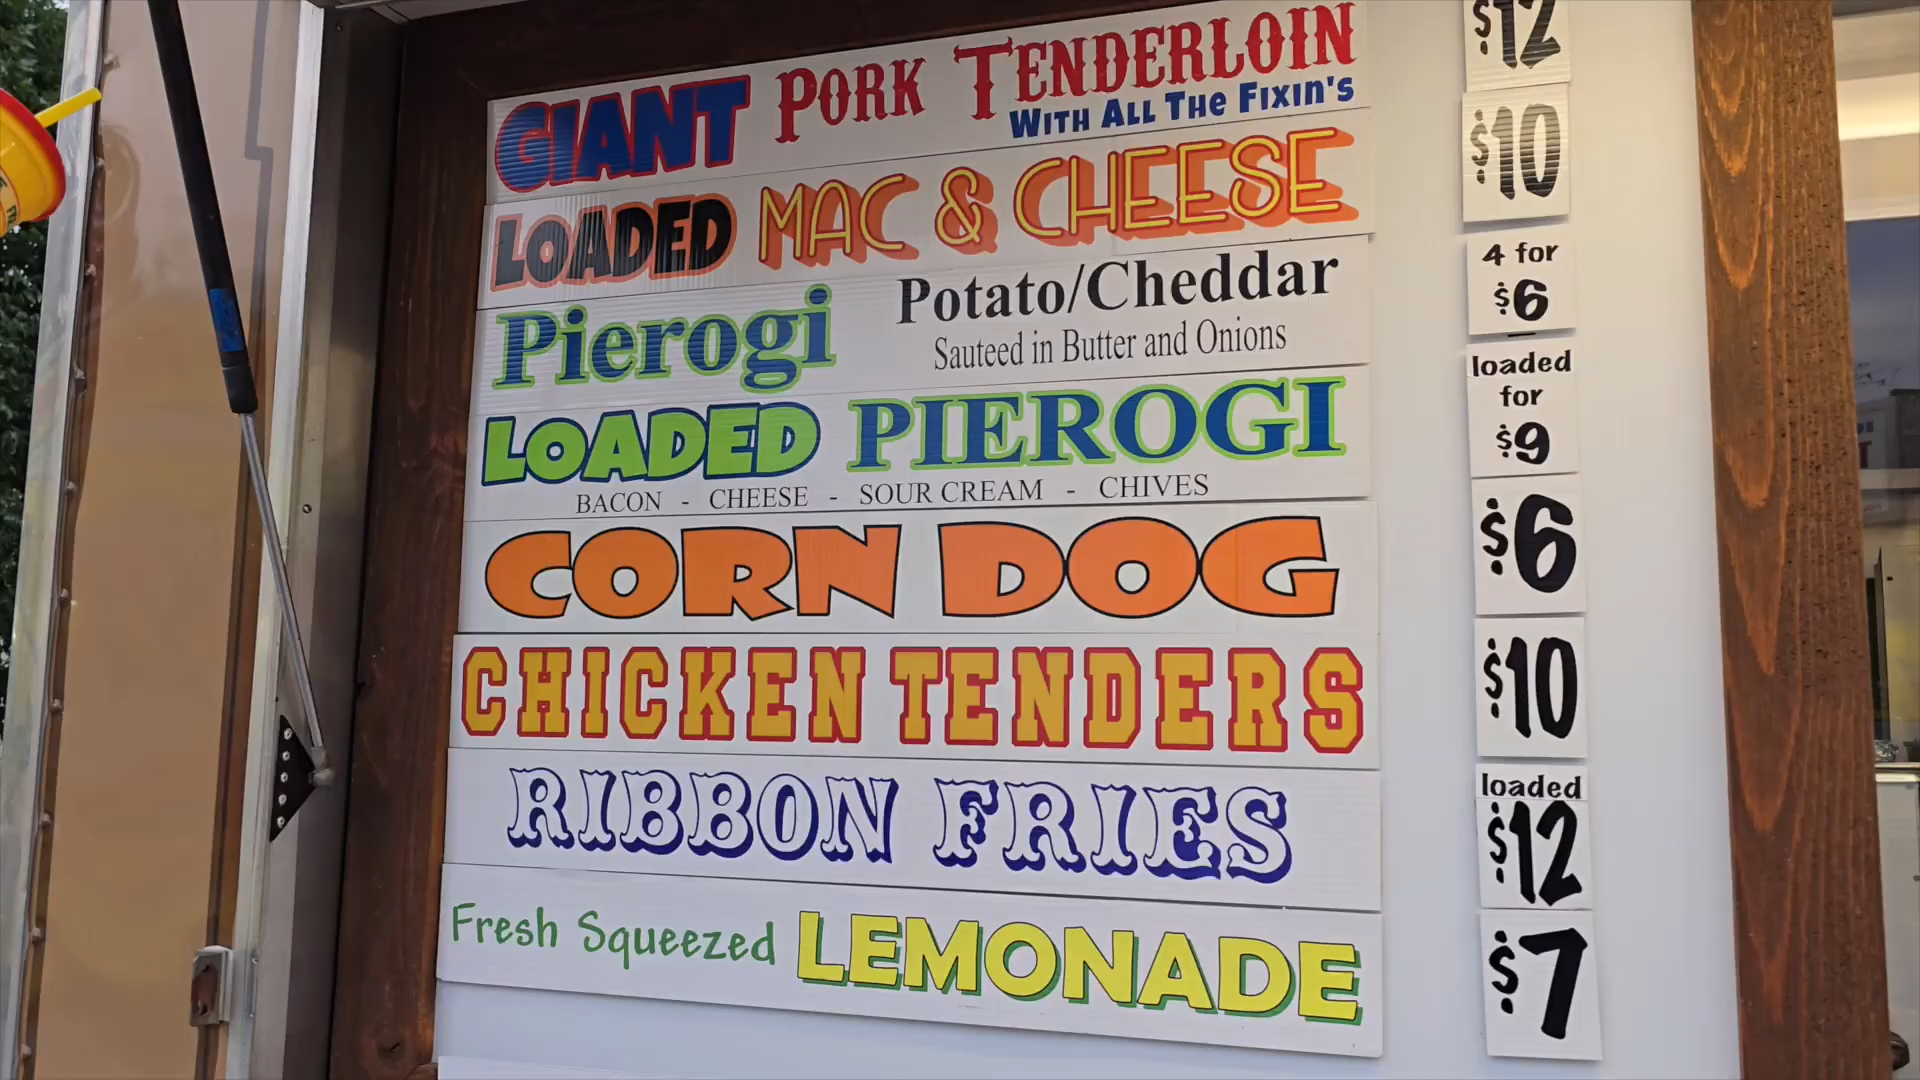 GIANT PORK TENDERLOIN $12
WITH ALL THE FIXIN'S
LOADED MAC & CHEESE $10
Pierogi Potato/Cheddar 4 for $6
Sauteed in Butter and Onions
LOADED PIEROGI loaded for $9
BACON - CHEESE - SOUR CREAM - CHIVES
CORN DOG $6
CHICKEN TENDERS $10
RIBBON FRIES loaded $12
Fresh Squeezed LEMONADE $7